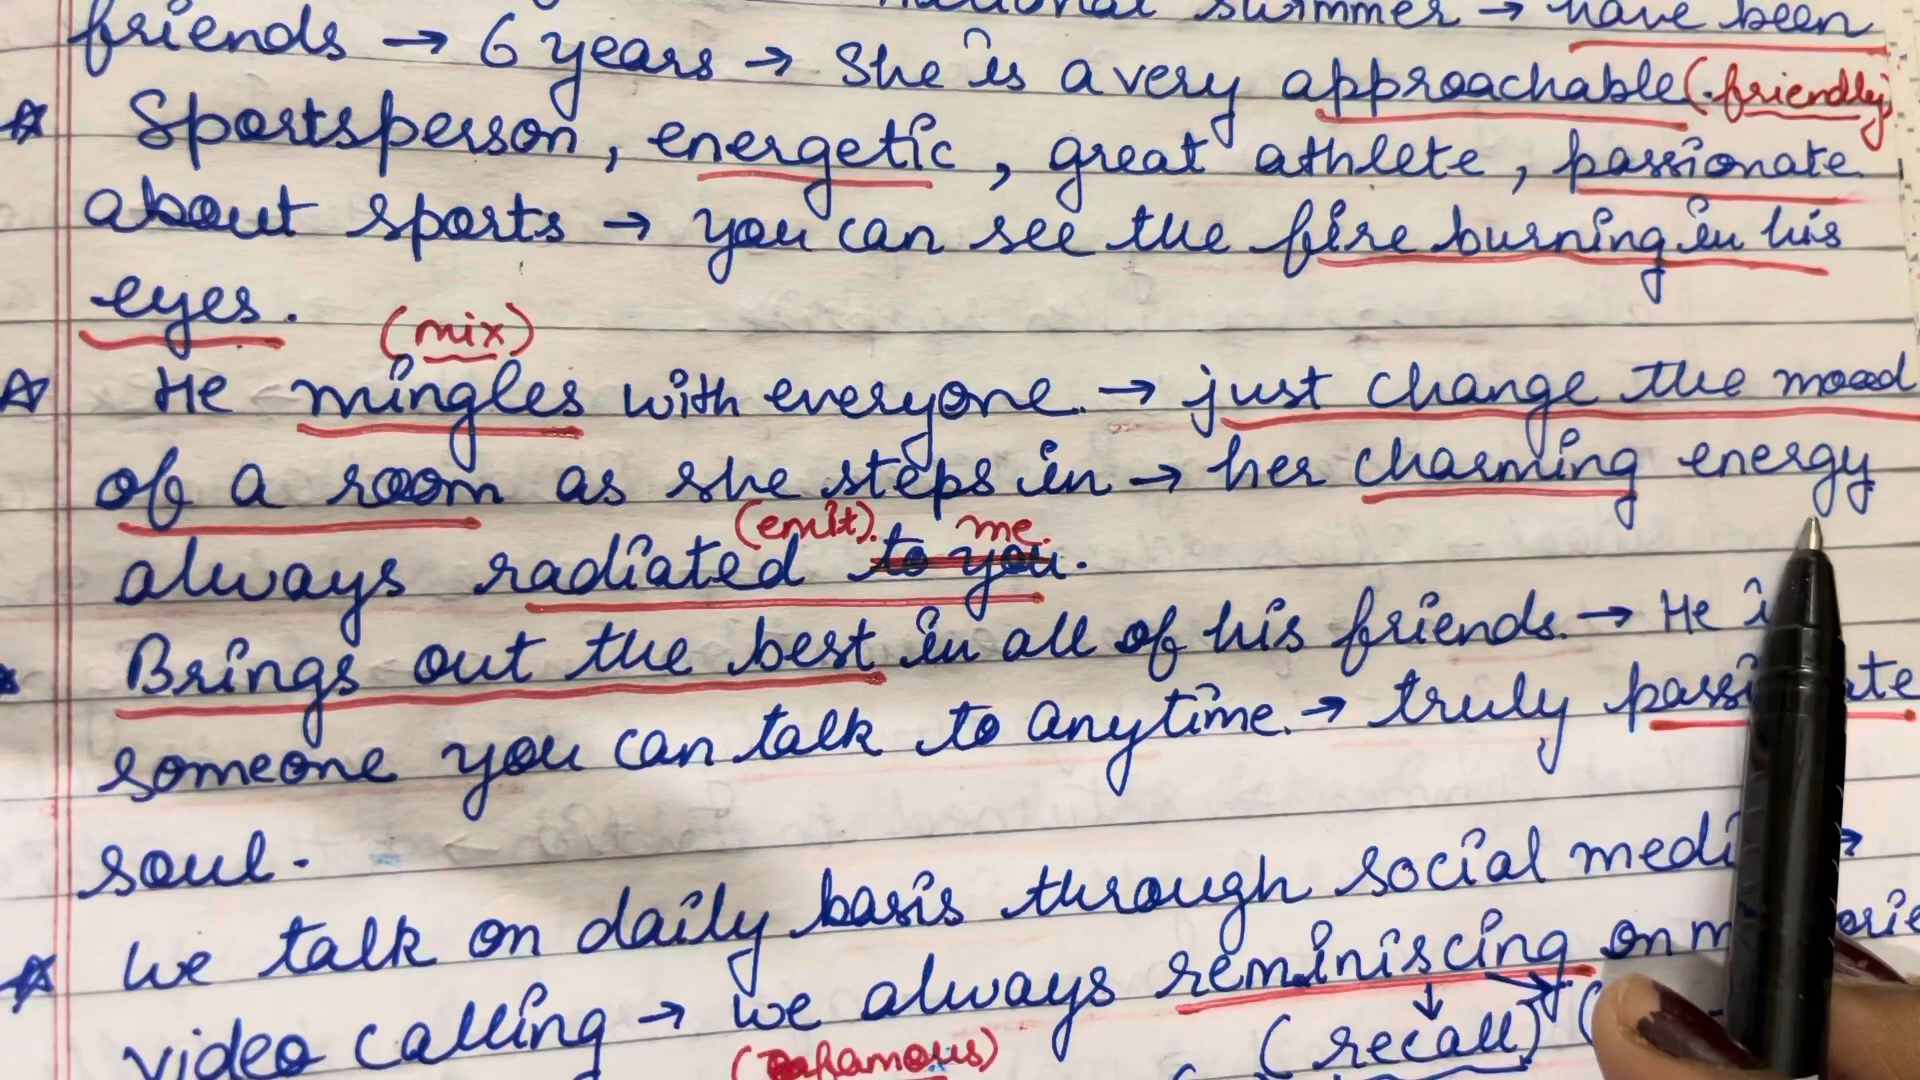 national swimmer → have been
friends → 6 years → She is a very approachable (friendly)
☆ Sportsperson, energetic, great athlete, passionate
about sports → you can see the fire burning in his
eyes.
(mix)
☆ He mingles with everyone. → just change the mood
of a room as she steps in → her charming energy
(emit). me.
always radiated to you.
Brings out the best in all of his friends. → He
someone you can talk to anytime. → truly
soul.
☆ We talk on daily basis through social →
video calling → we always reminiscing on
(recall)